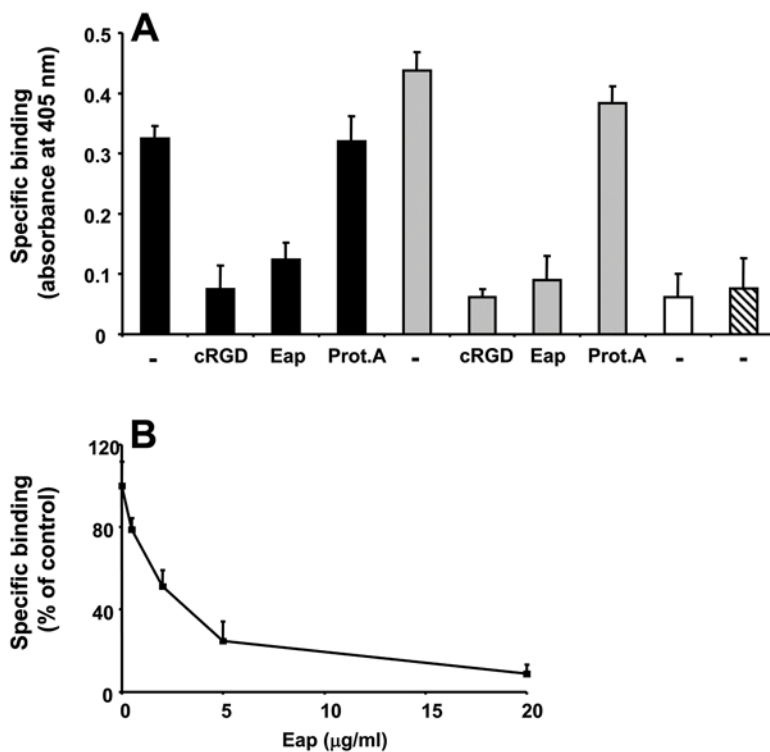 A
Specific binding
(absorbance at 405 nm)
0.5
0.4
0.3
0.2
0.1
0
- cRGD Eap Prot.A - cRGD Eap Prot.A - -
B
Specific binding
(% of control)
120
80
40
0
0 5 10 15 20
Eap (μg/ml)